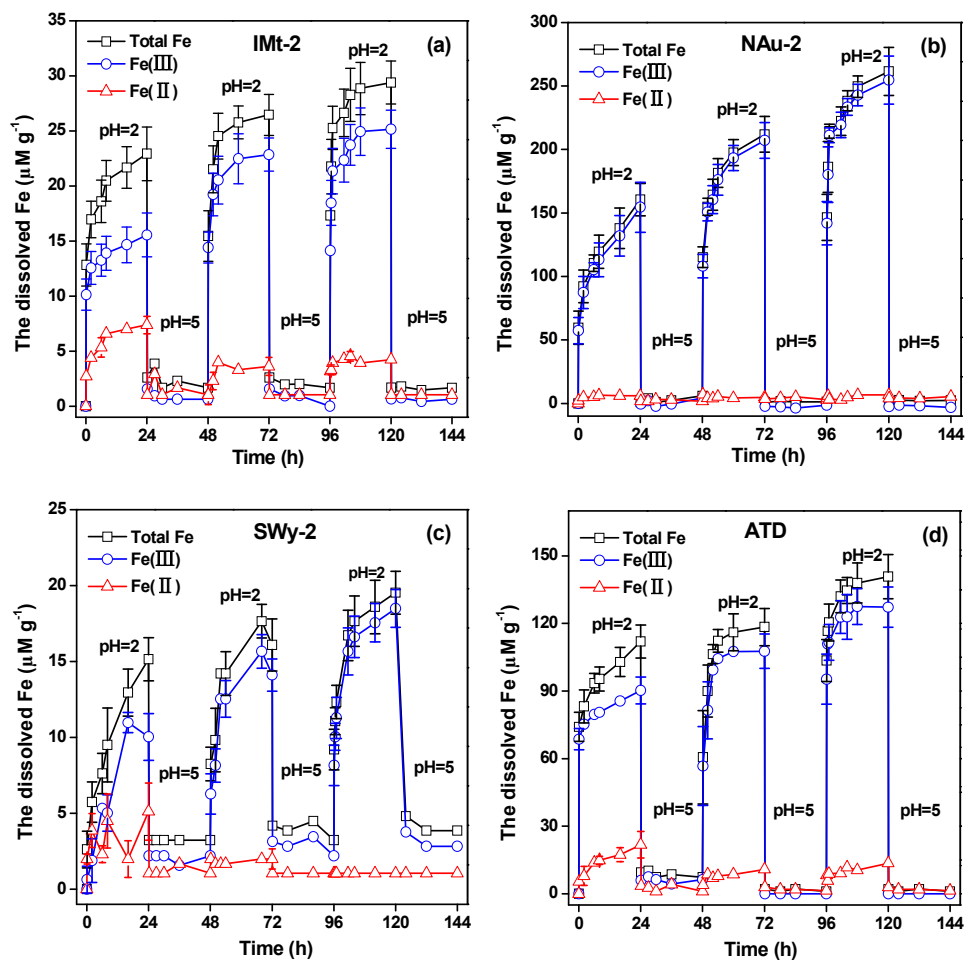 IMt-2
(a)
Total Fe
Fe(III)
Fe(II)
pH=2
pH=2
pH=2
pH=5
pH=5
pH=5
35
30
25
20
15
10
5
0
The dissolved Fe (μM g⁻¹)
0 24 48 72 96 120 144
Time (h)
NAu-2
(b)
Total Fe
Fe(III)
Fe(II)
pH=2
pH=2
pH=2
pH=5
pH=5
pH=5
300
250
200
150
100
50
0
The dissolved Fe (μM g⁻¹)
0 24 48 72 96 120 144
Time (h)
SWy-2
(c)
Total Fe
Fe(III)
Fe(II)
pH=2
pH=2
pH=2
pH=5
pH=5
pH=5
25
20
15
10
5
0
The dissolved Fe (μM g⁻¹)
0 24 48 72 96 120 144
Time (h)
ATD
(d)
Total Fe
Fe(III)
Fe(II)
pH=2
pH=2
pH=2
pH=5
pH=5
pH=5
150
120
90
60
30
0
The dissolved Fe (μM g⁻¹)
0 24 48 72 96 120 144
Time (h)